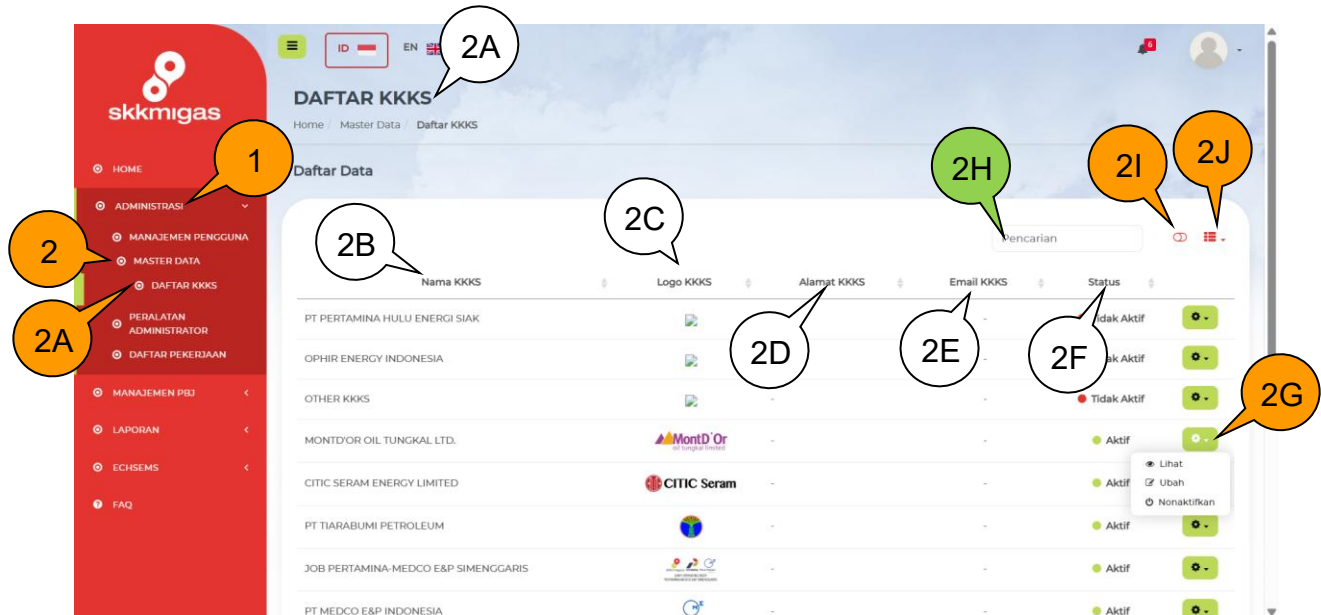 2A
ID
EN
6
skkmigas
DAFTAR KKKS
Home / Master Data / Daftar KKKS
1
HOME
Daftar Data
2H
2I
2J
ADMINISTRASI
2
MANAJEMEN PENGGUNA
MASTER DATA
DAFTAR KKKS
2A
PERALATAN
ADMINISTRATOR
DAFTAR PEKERJAAN
MANAJEMEN PBJ
LAPORAN
ECHSEMS
FAQ
2B
2C
Pencarian
Nama KKKS
Logo KKKS
Alamat KKKS
Email KKKS
Status
2D
2E
2F
2G
PT PERTAMINA HULU ENERGI SIAK
-
Tidak Aktif
OPHIR ENERGY INDONESIA
OTHER KKKS
-
-
Tidak Aktif
MONTD'OR OIL TUNGKAL LTD.
MontD'Or
oil tungkal limited
-
-
Aktif
Lihat
Ubah
Nonaktifkan
CITIC SERAM ENERGY LIMITED
CITIC Seram
-
-
Aktif
PT TIARABUMI PETROLEUM
-
-
Aktif
JOB PERTAMINA-MEDCO E&P SIMENGGARIS
-
-
Aktif
PT MEDCO E&P INDONESIA
-
-
Aktif